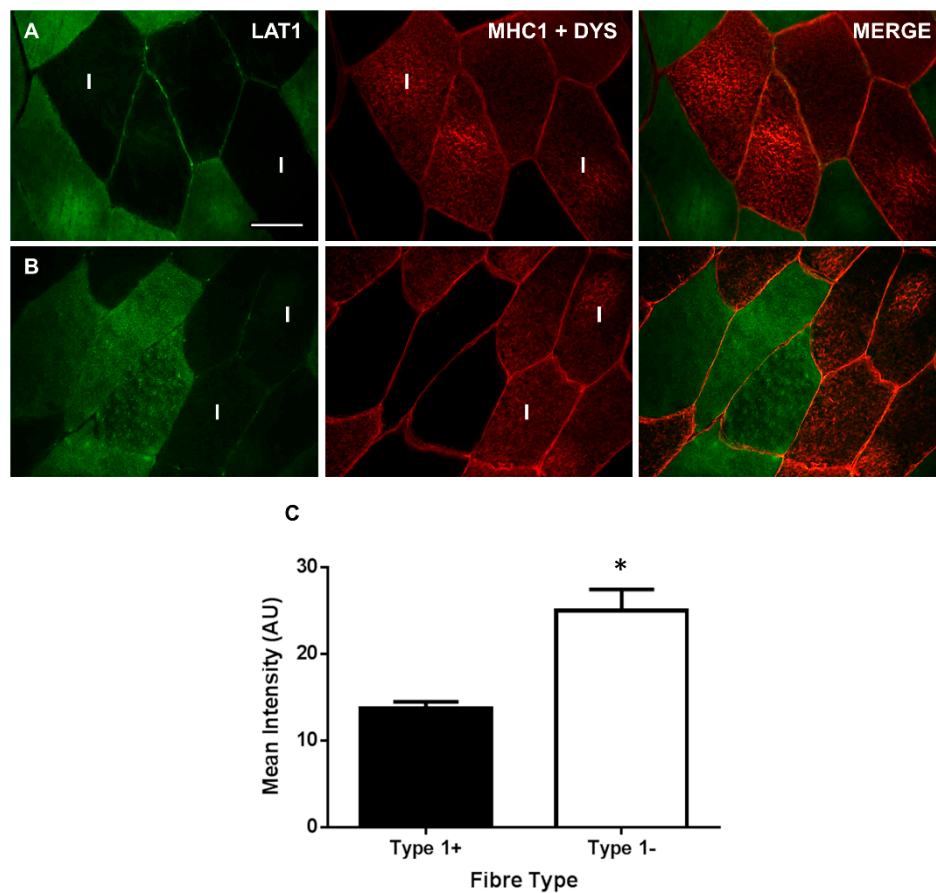 A LAT1 MHC1 + DYS MERGE
I I
I I
B
I I
I I
C
*
30
20
10
0
Mean Intensity (AU)
Type 1+ Type 1-
Fibre Type